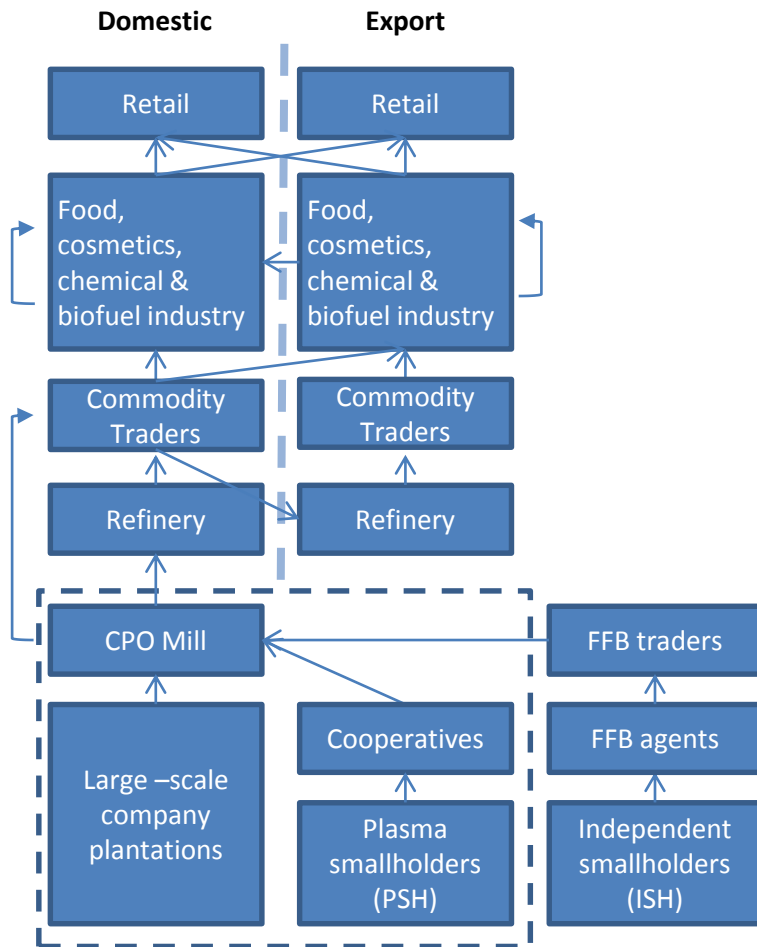 Domestic
Export
Retail
Retail
Food,
cosmetics,
chemical &
biofuel industry
Food,
cosmetics,
chemical &
biofuel industry
Commodity
Traders
Commodity
Traders
Refinery
Refinery
CPO Mill
FFB traders
Large –scale
company
plantations
Cooperatives
FFB agents
Plasma
smallholders
(PSH)
Independent
smallholders
(ISH)